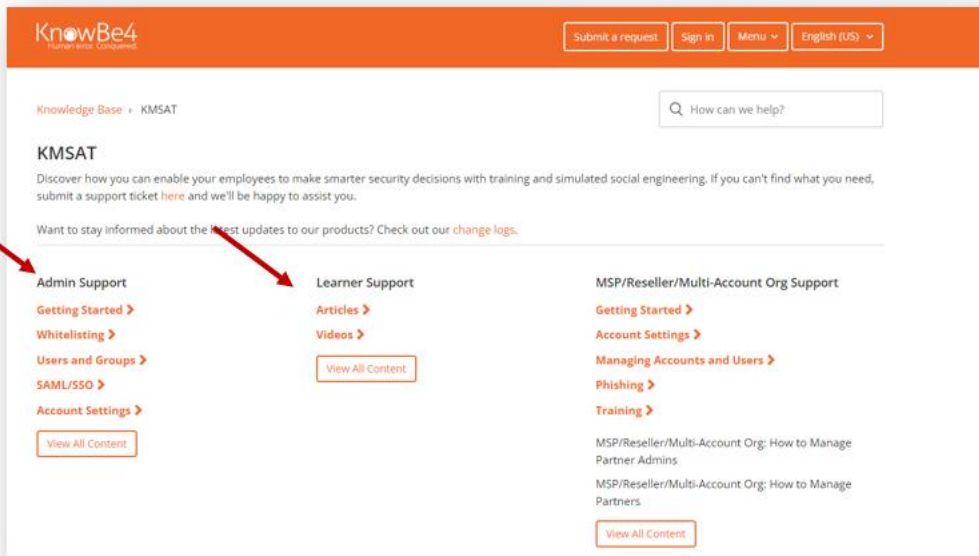 KnowBe4
Human error. Conquered.
Submit a request
Sign in
Menu
English (US)
Knowledge Base › KMSAT
How can we help?
KMSAT
Discover how you can enable your employees to make smarter security decisions with training and simulated social engineering. If you can't find what you need,
submit a support ticket here and we'll be happy to assist you.
Want to stay informed about the latest updates to our products? Check out our change logs.
Admin Support
Getting Started
Whitelisting
Users and Groups
SAML/SSO
Account Settings
View All Content
Learner Support
Articles
Videos
View All Content
MSP/Reseller/Multi-Account Org Support
Getting Started
Account Settings
Managing Accounts and Users
Phishing
Training
MSP/Reseller/Multi-Account Org: How to Manage
Partner Admins
MSP/Reseller/Multi-Account Org: How to Manage
Partners
View All Content